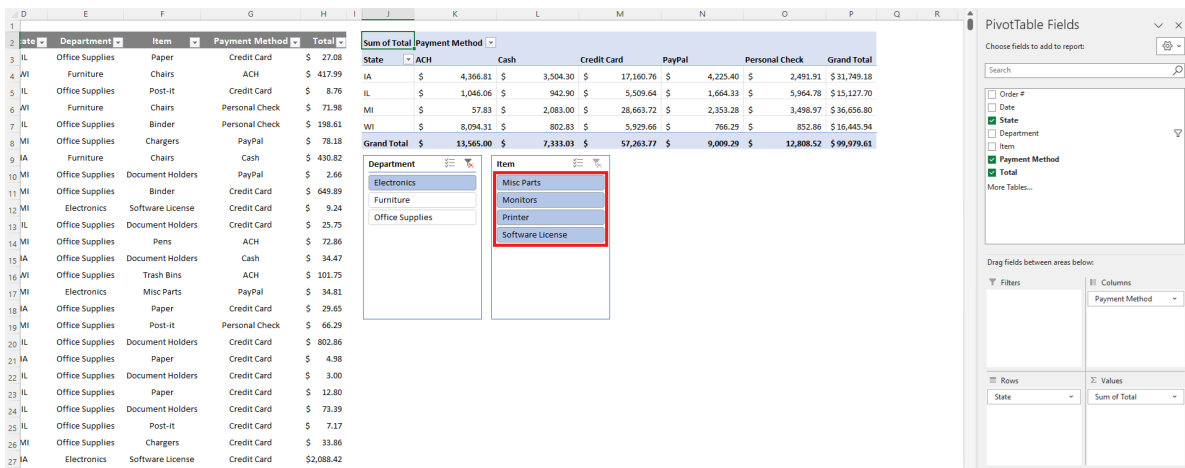 D E F G H I J K L M N O P Q R
1
2 tate Department Item Payment Method Total Sum of Total Payment Method
3 IL Office Supplies Paper Credit Card $ 27.08 State ACH Cash Credit Card PayPal Personal Check Grand Total
4 WI Furniture Chairs ACH $ 417.99 IA $ 4,366.81 $ 3,504.30 $ 17,160.76 $ 4,225.40 $ 2,491.91 $ 31,749.18
5 IL Office Supplies Post-it Credit Card $ 8.76 IL $ 1,046.06 $ 942.90 $ 5,509.64 $ 1,664.33 $ 5,964.78 $ 15,127.70
6 WI Furniture Chairs Personal Check $ 71.98 MI $ 57.83 $ 2,083.00 $ 28,663.72 $ 2,353.28 $ 3,498.97 $ 36,656.80
7 IL Office Supplies Binder Personal Check $ 198.61 WI $ 8,094.31 $ 802.83 $ 5,929.66 $ 766.29 $ 852.86 $ 16,445.94
8 MI Office Supplies Chargers PayPal $ 78.18 Grand Total $ 13,565.00 $ 7,333.03 $ 57,263.77 $ 9,009.29 $ 12,808.52 $ 99,979.61
9 IA Furniture Chairs Cash $ 430.82 Department Item
10 MI Office Supplies Document Holders PayPal $ 2.66 Electronics Misc Parts
11 MI Office Supplies Binder Credit Card $ 649.89 Furniture Monitors
12 MI Electronics Software License Credit Card $ 9.24 Office Supplies Printer
13 IL Office Supplies Document Holders Credit Card $ 25.75 Software License
14 MI Office Supplies Pens ACH $ 72.86
15 IA Office Supplies Document Holders Cash $ 34.47
16 WI Office Supplies Trash Bins ACH $ 101.75
17 MI Electronics Misc Parts PayPal $ 34.81
18 IA Office Supplies Paper Credit Card $ 29.65
19 MI Office Supplies Post-it Personal Check $ 66.29
20 IL Office Supplies Document Holders Credit Card $ 802.86
21 IA Office Supplies Paper Credit Card $ 4.98
22 IL Office Supplies Document Holders Credit Card $ 3.00
23 IL Office Supplies Paper Credit Card $ 12.80
24 IL Office Supplies Document Holders Credit Card $ 73.39
25 IL Office Supplies Post-it Credit Card $ 7.17
26 MI Office Supplies Chargers Credit Card $ 33.86
27 IA Electronics Software License Credit Card $2,088.42
PivotTable Fields
Choose fields to add to report:
Search
Order #
Date
State
Department
Item
Payment Method
Total
More Tables...
Drag fields between areas below:
Filters Columns
Payment Method
Rows Σ Values
State Sum of Total